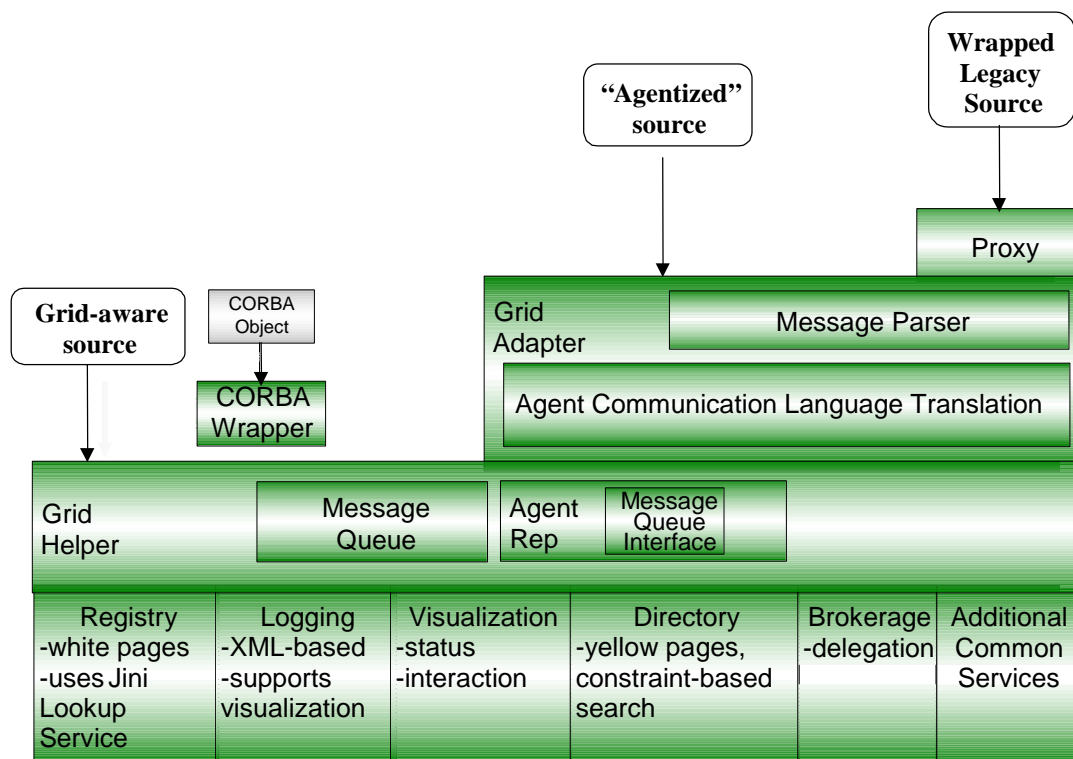 Wrapped
Legacy
Source
“Agentized”
source
Proxy
Grid-aware
source
CORBA
Object
Grid
Adapter
Message Parser
CORBA
Wrapper
Agent Communication Language Translation
Grid
Helper
Message
Queue
Agent
Rep
Message
Queue
Interface
Registry
-white pages
-uses Jini
Lookup
Service
Logging
-XML-based
-supports
visualization
Visualization
-status
-interaction
Directory
-yellow pages,
constraint-based
search
Brokerage
-delegation
Additional
Common
Services